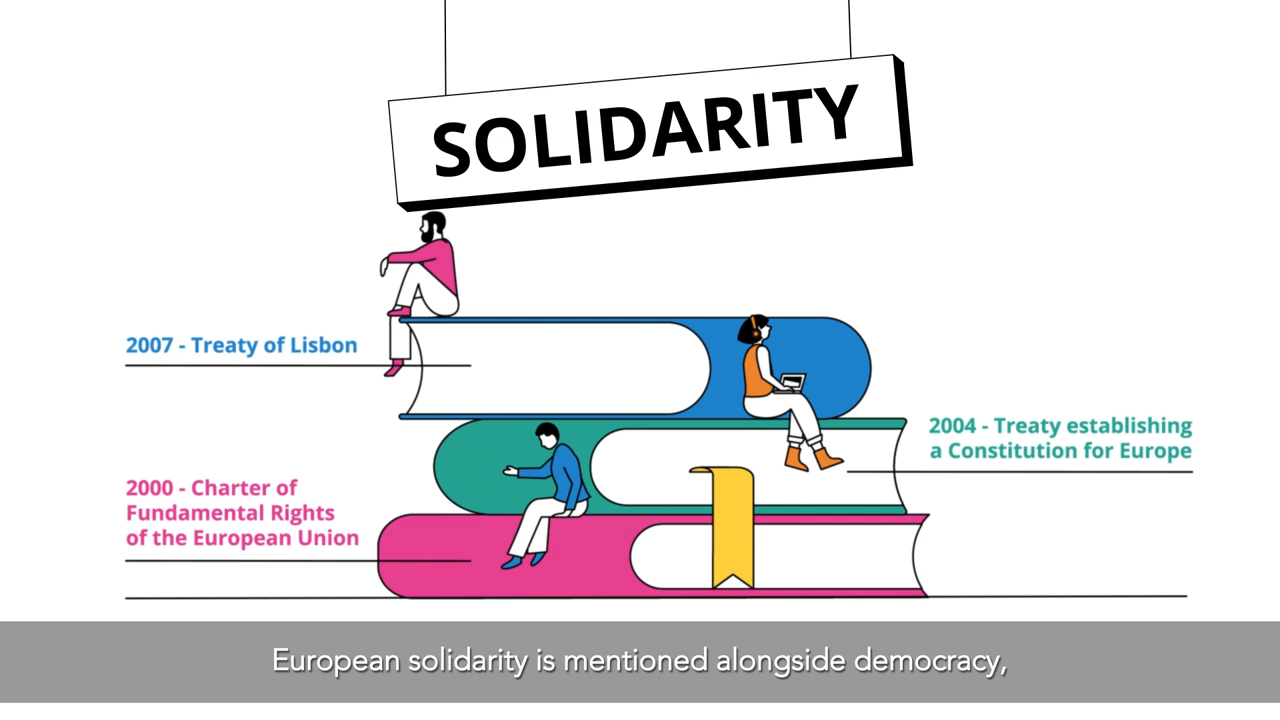 SOLIDARITY
2007 - Treaty of Lisbon
2004 - Treaty establishing
a Constitution for Europe
2000 - Charter of
Fundamental Rights
of the European Union
European solidarity is mentioned alongside democracy,